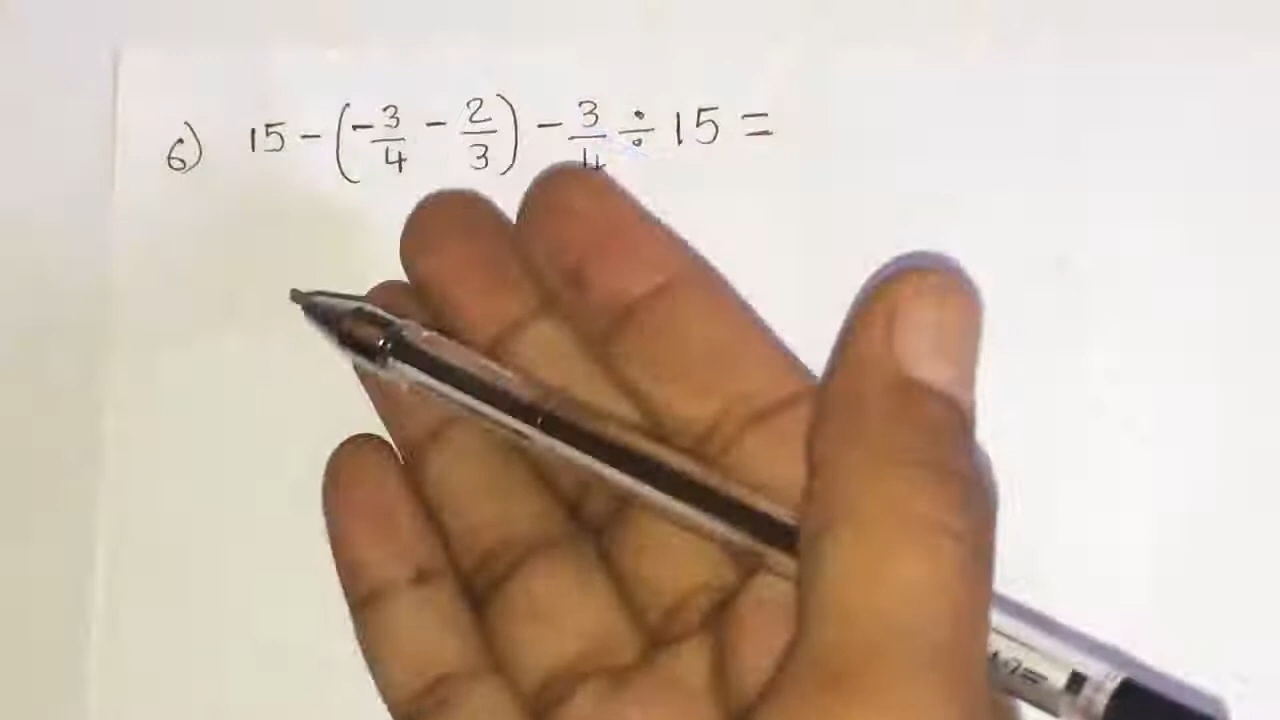 6) 15 - (-3/4 - 2/3) - 3/4 ÷ 15 =